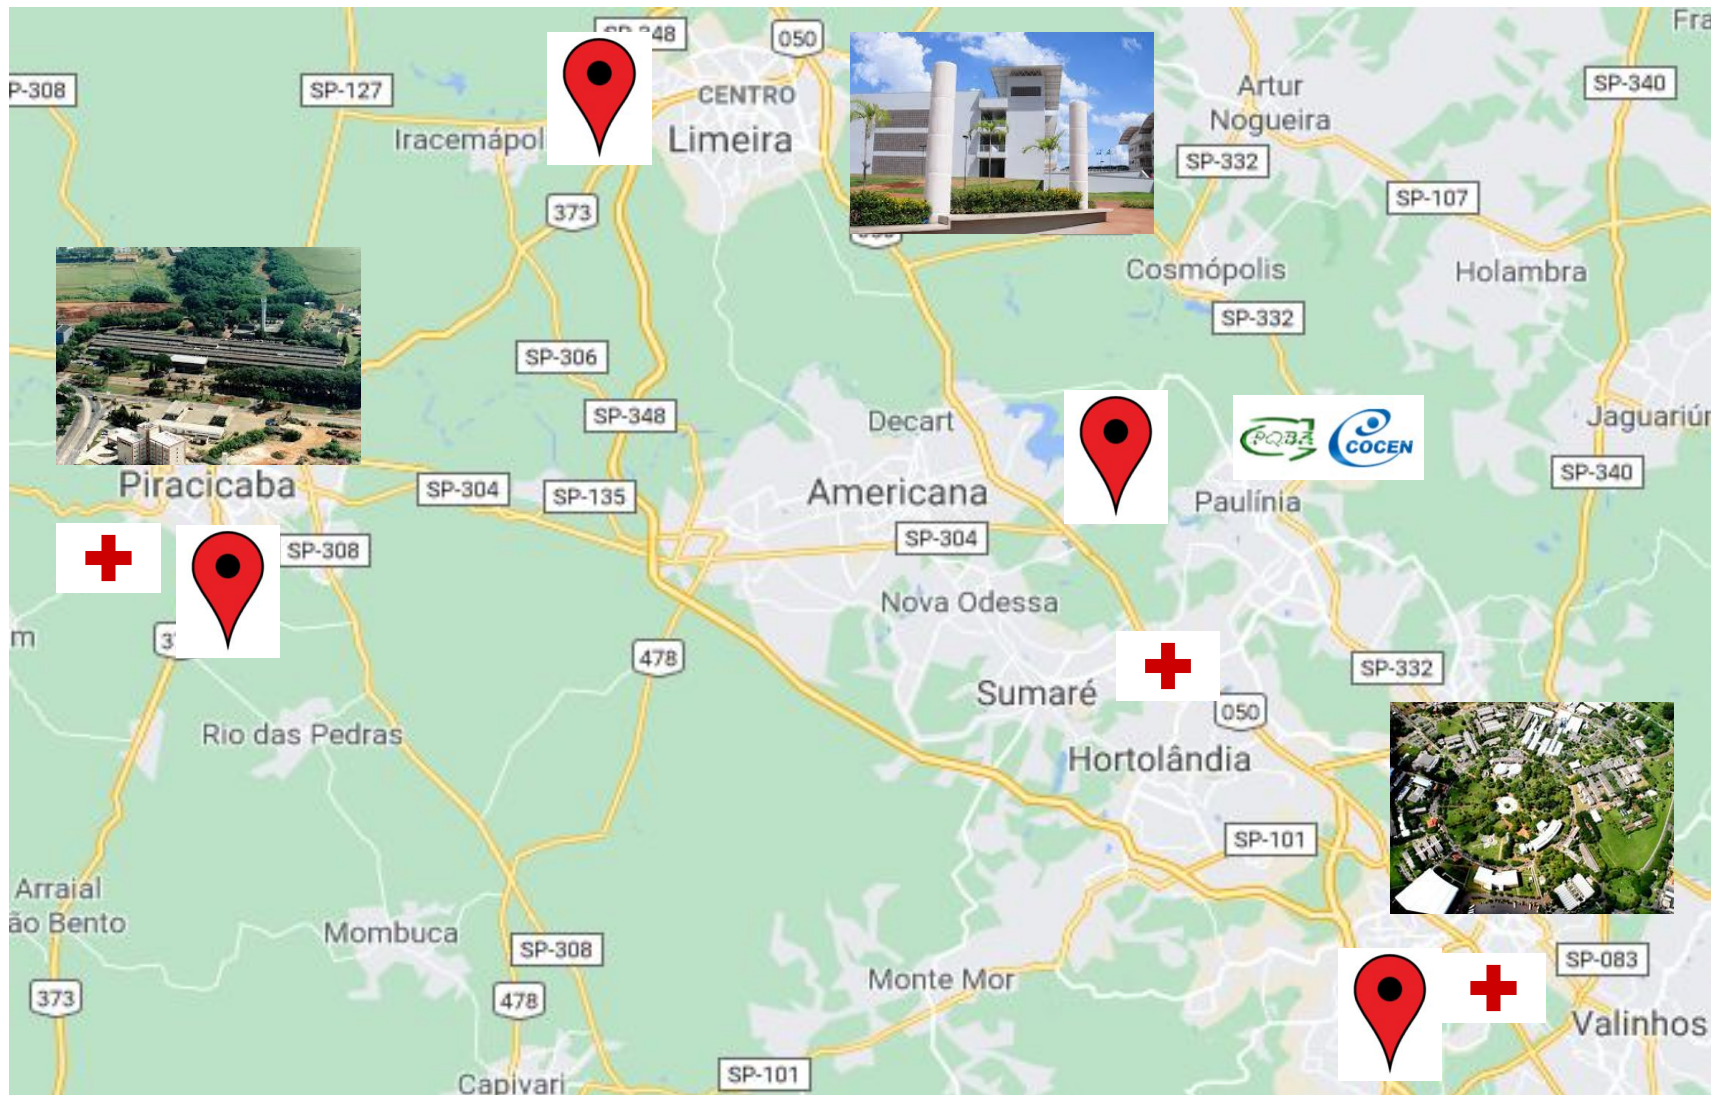 SP-348
050
Fra
P-308
SP-127
CENTRO
Limeira
Iracemápol
Artur
Nogueira
SP-340
SP-332
SP-107
373
Cosmópolis
Holambra
SP-332
SP-306
SP-348
Decart
Jaguariún
PQBA
COCEN
Piracicaba
SP-304
SP-135
Americana
Paulínia
SP-340
SP-308
SP-304
Nova Odessa
m
478
SP-332
Sumaré
050
Rio das Pedras
Hortolândia
SP-101
Arraial
ão Bento
Mombuca
SP-308
SP-083
Monte Mor
373
478
Valinhos
SP-101
Capivari